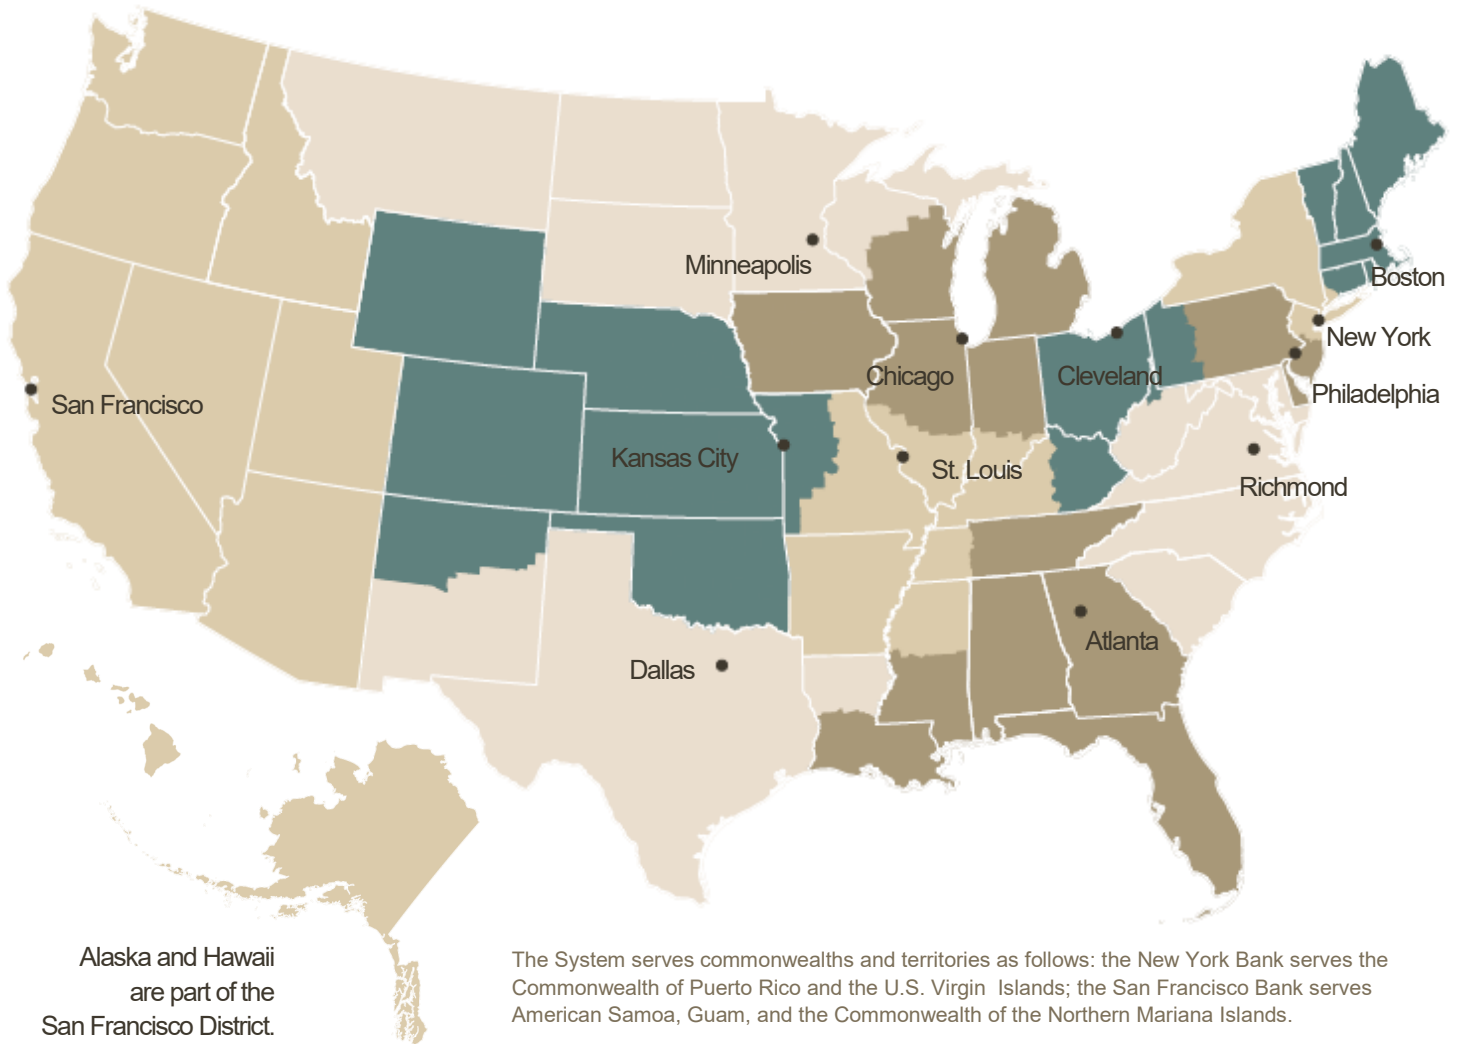 Minneapolis
Boston
New York
Chicago
Cleveland
Philadelphia
San Francisco
Kansas City
St. Louis
Richmond
Atlanta
Dallas
Alaska and Hawaii
are part of the
San Francisco District.
The System serves commonwealths and territories as follows: the New York Bank serves the
Commonwealth of Puerto Rico and the U.S. Virgin Islands; the San Francisco Bank serves
American Samoa, Guam, and the Commonwealth of the Northern Mariana Islands.